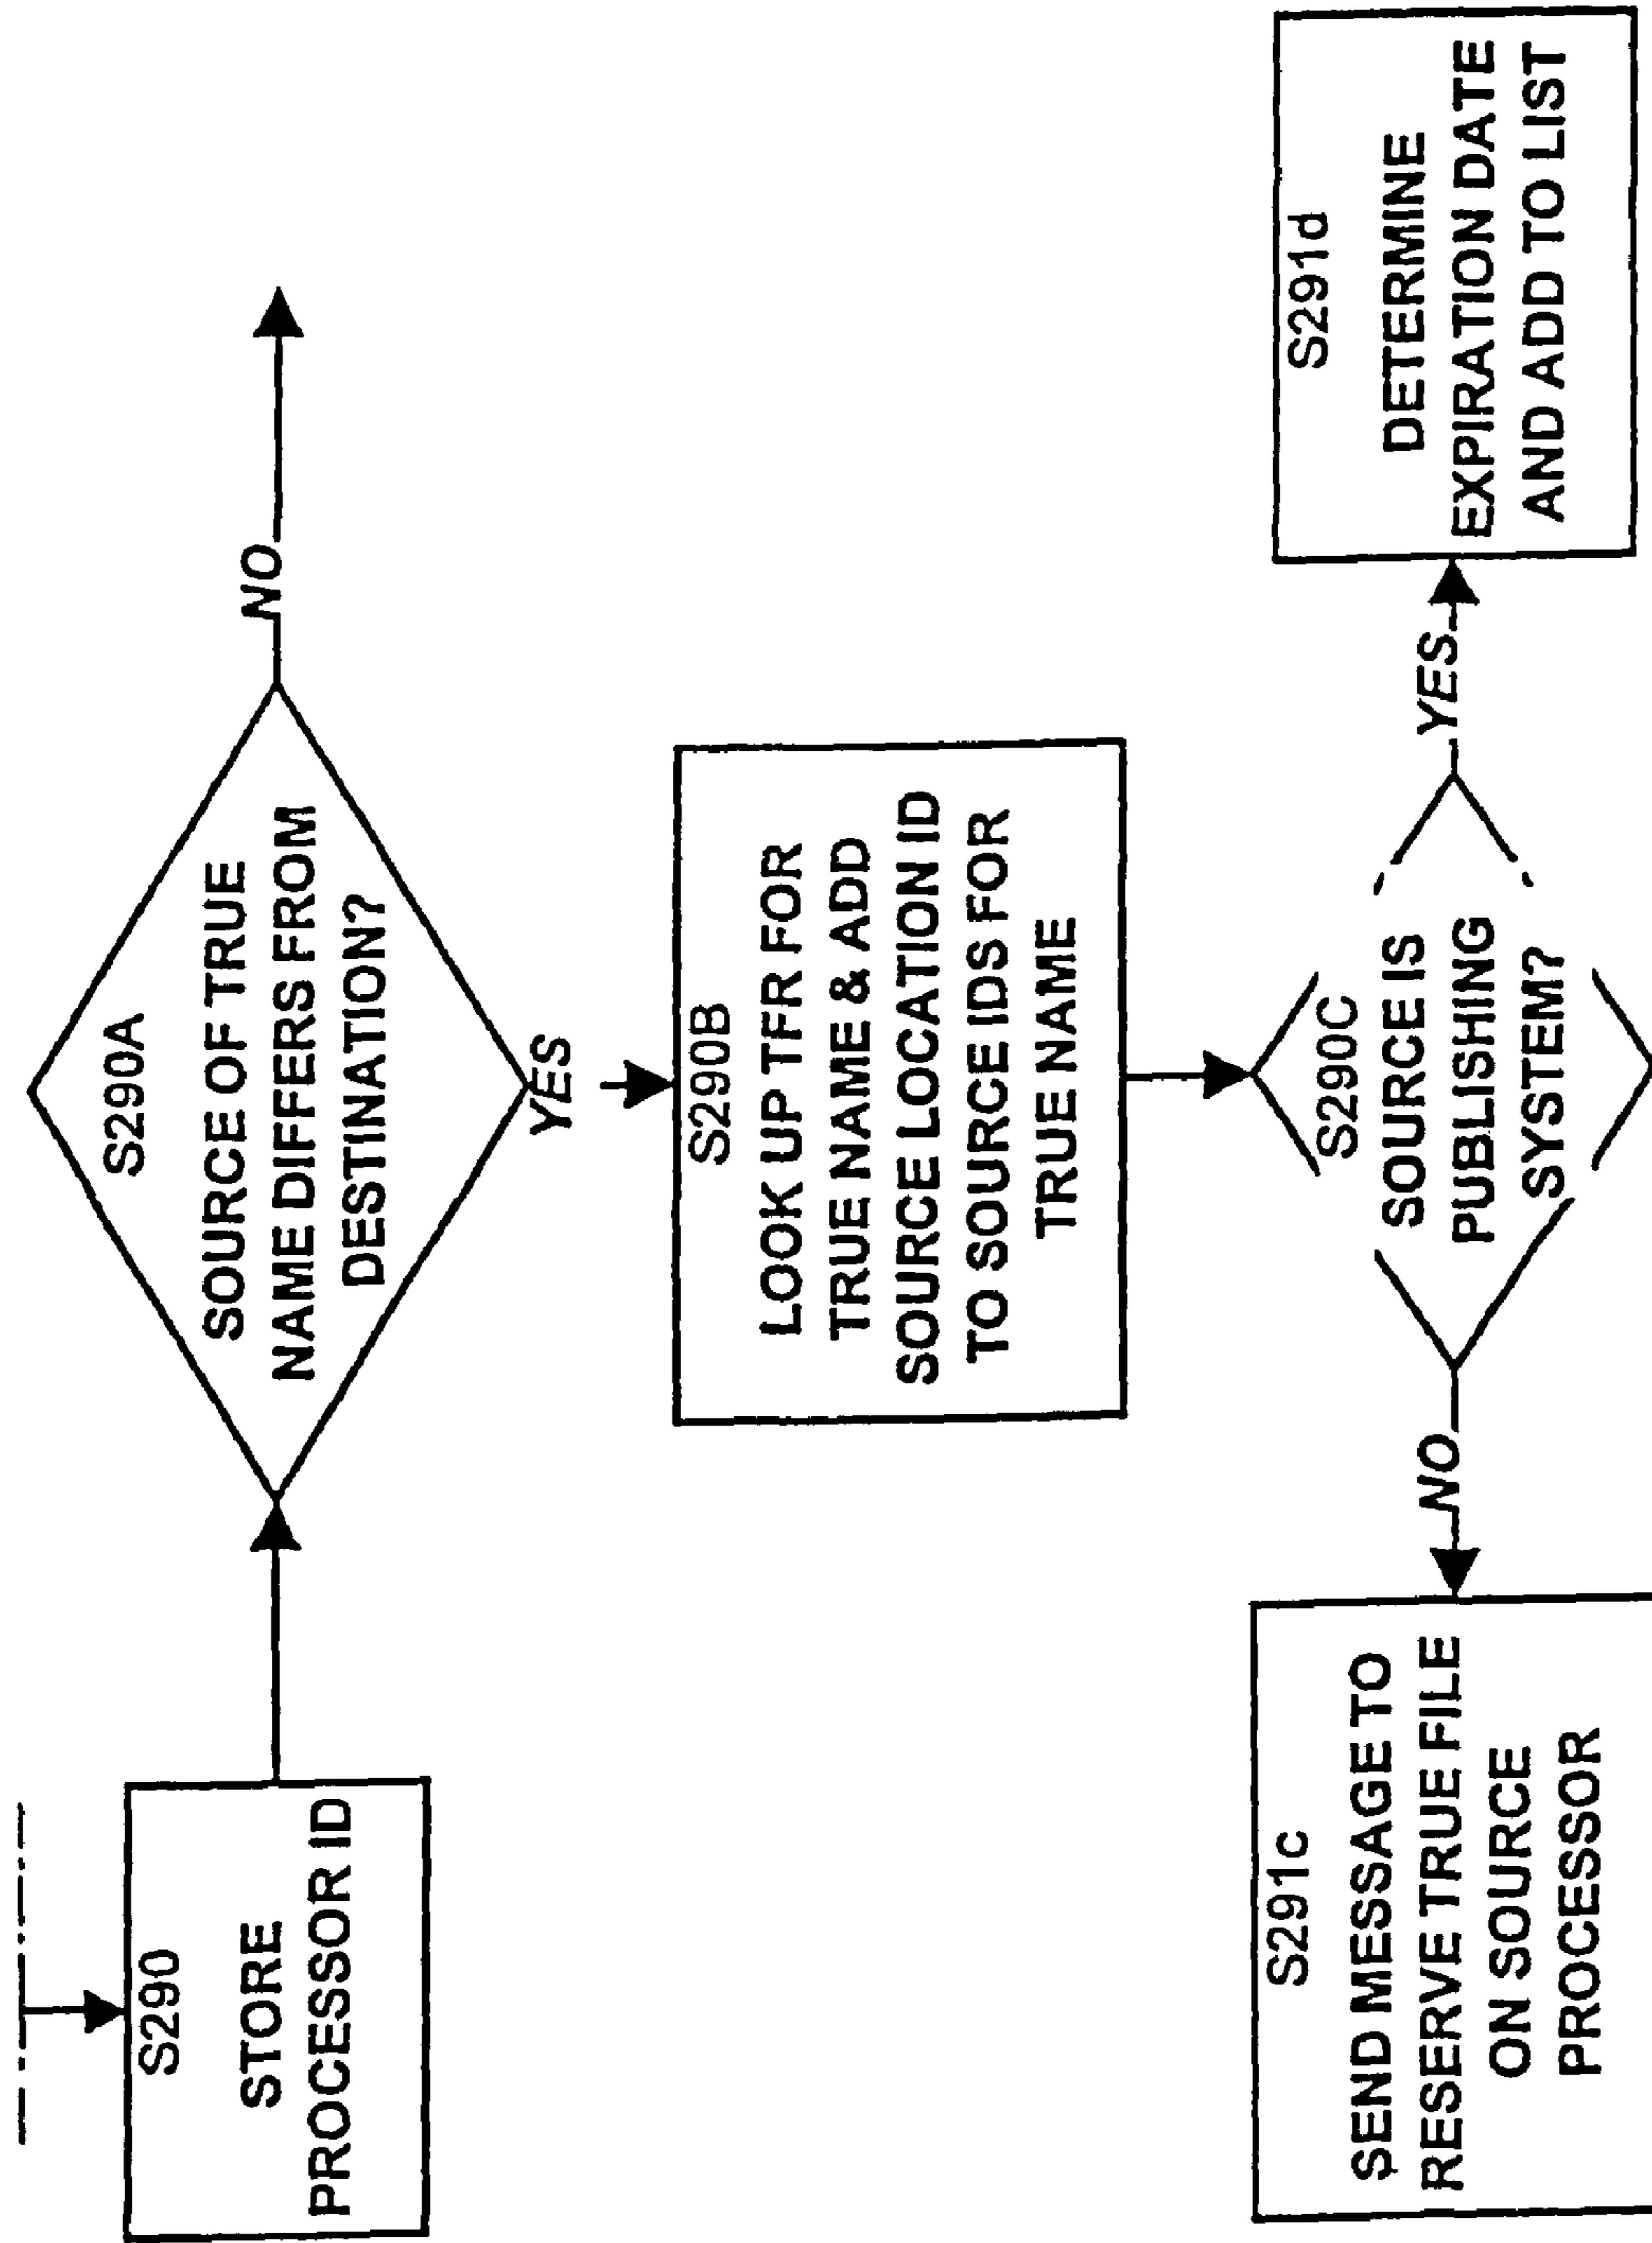 S290
STORE
PROCESSOR ID
S290A
SOURCE OF TRUE
NAME DIFFERS FROM
DESTINATION?
NO
YES
S290B
LOOK UP TFR FOR
TRUE NAME & ADD
SOURCE LOCATION ID
TO SOURCE IDS FOR
TRUE NAME
S290C
SOURCE IS
PUBLISHING
SYSTEM?
NO
YES
S291c
SEND MESSAGE TO
RESERVE TRUE FILE
ON SOURCE
PROCESSOR
S291d
DETERMINE
EXPIRATION DATE
AND ADD TO LIST